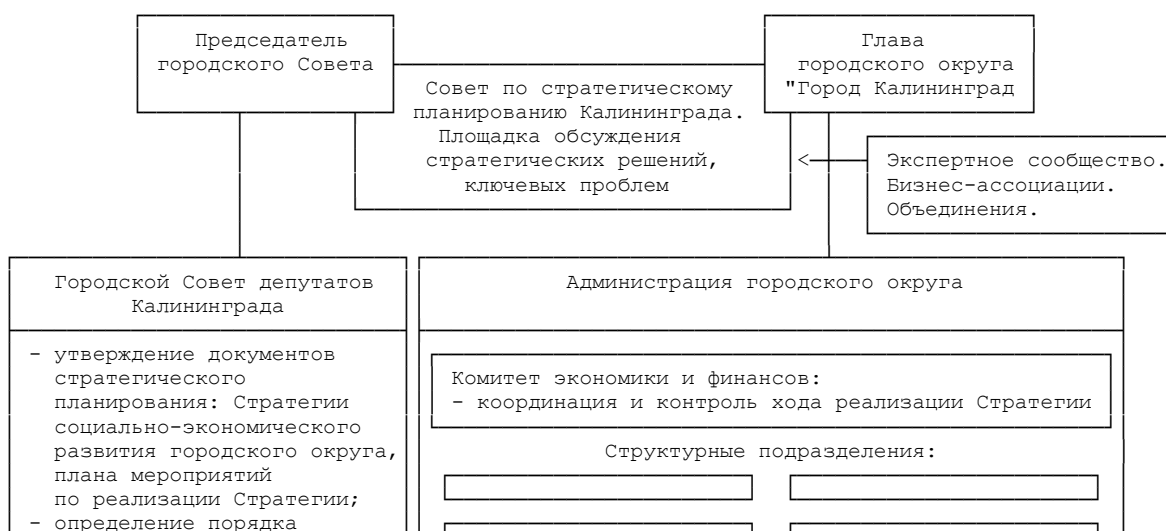 Председатель
городского Совета
Глава
городского округа
"Город Калининград
Совет по стратегическому
планированию Калининграда.
Площадка обсуждения
стратегических решений,
ключевых проблем
Экспертное сообщество.
Бизнес-ассоциации.
Объединения.
Городской Совет депутатов
Калининграда
- утверждение документов
стратегического
планирования: Стратегии
социально-экономического
развития городского округа,
плана мероприятий
по реализации Стратегии;
- определение порядка
Администрация городского округа
Комитет экономики и финансов:
- координация и контроль хода реализации Стратегии
Структурные подразделения: